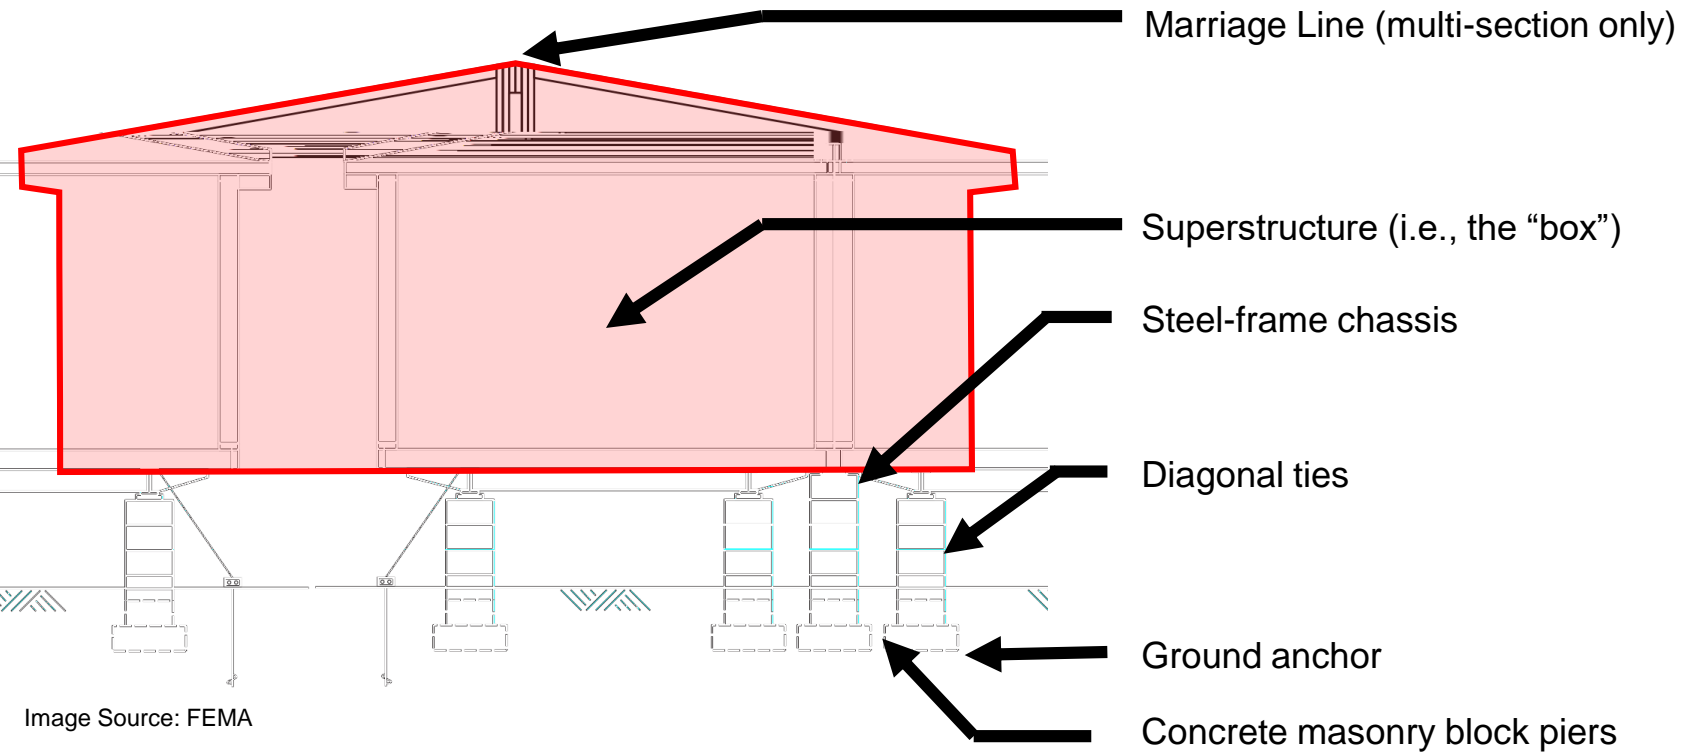 Marriage Line (multi-section only)
Superstructure (i.e., the “box”)
Steel-frame chassis
Diagonal ties
Ground anchor
Image Source: FEMA
Concrete masonry block piers